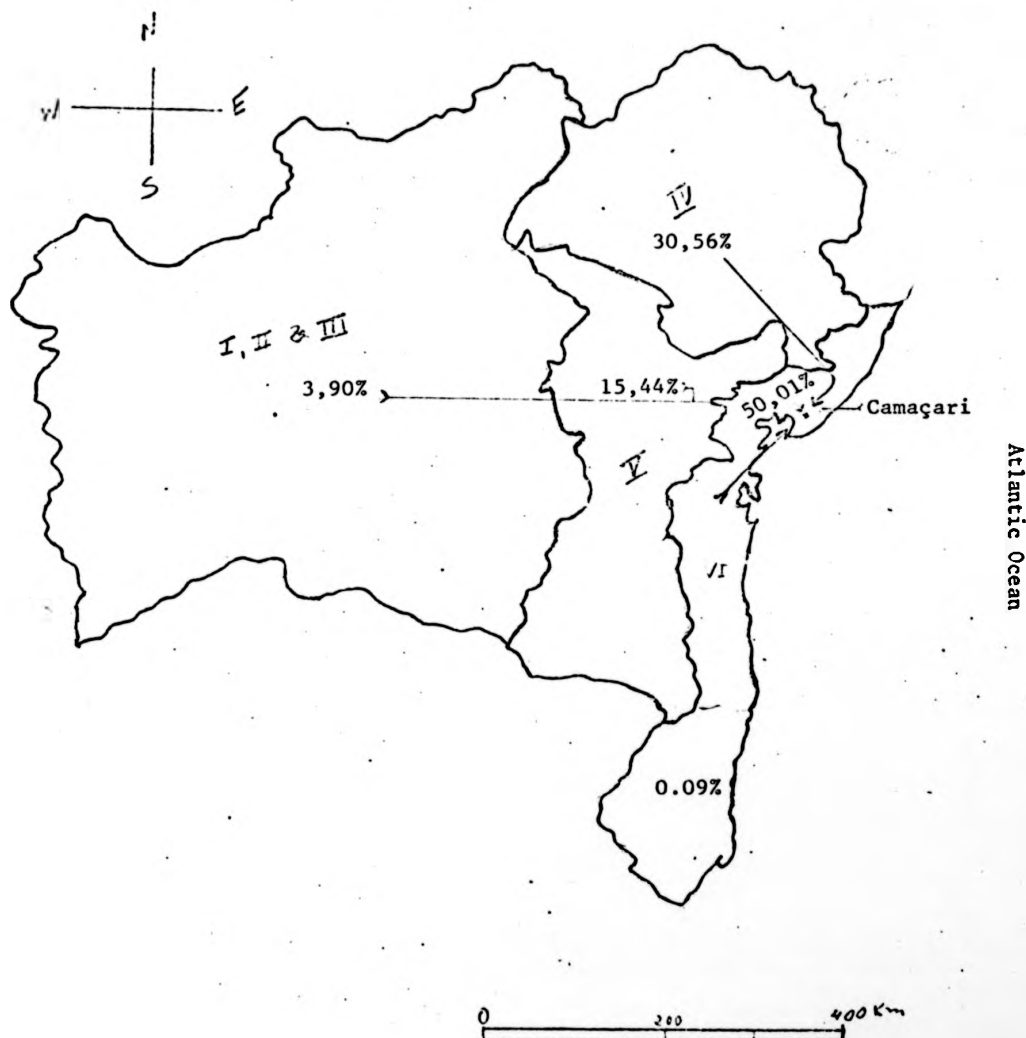 N
W E
S
IV
30,56%
I, II & III
3,90%
15,44%
50,01%
Camaçari
V
Atlantic Ocean
VI
0.09%
0 200 400 Km